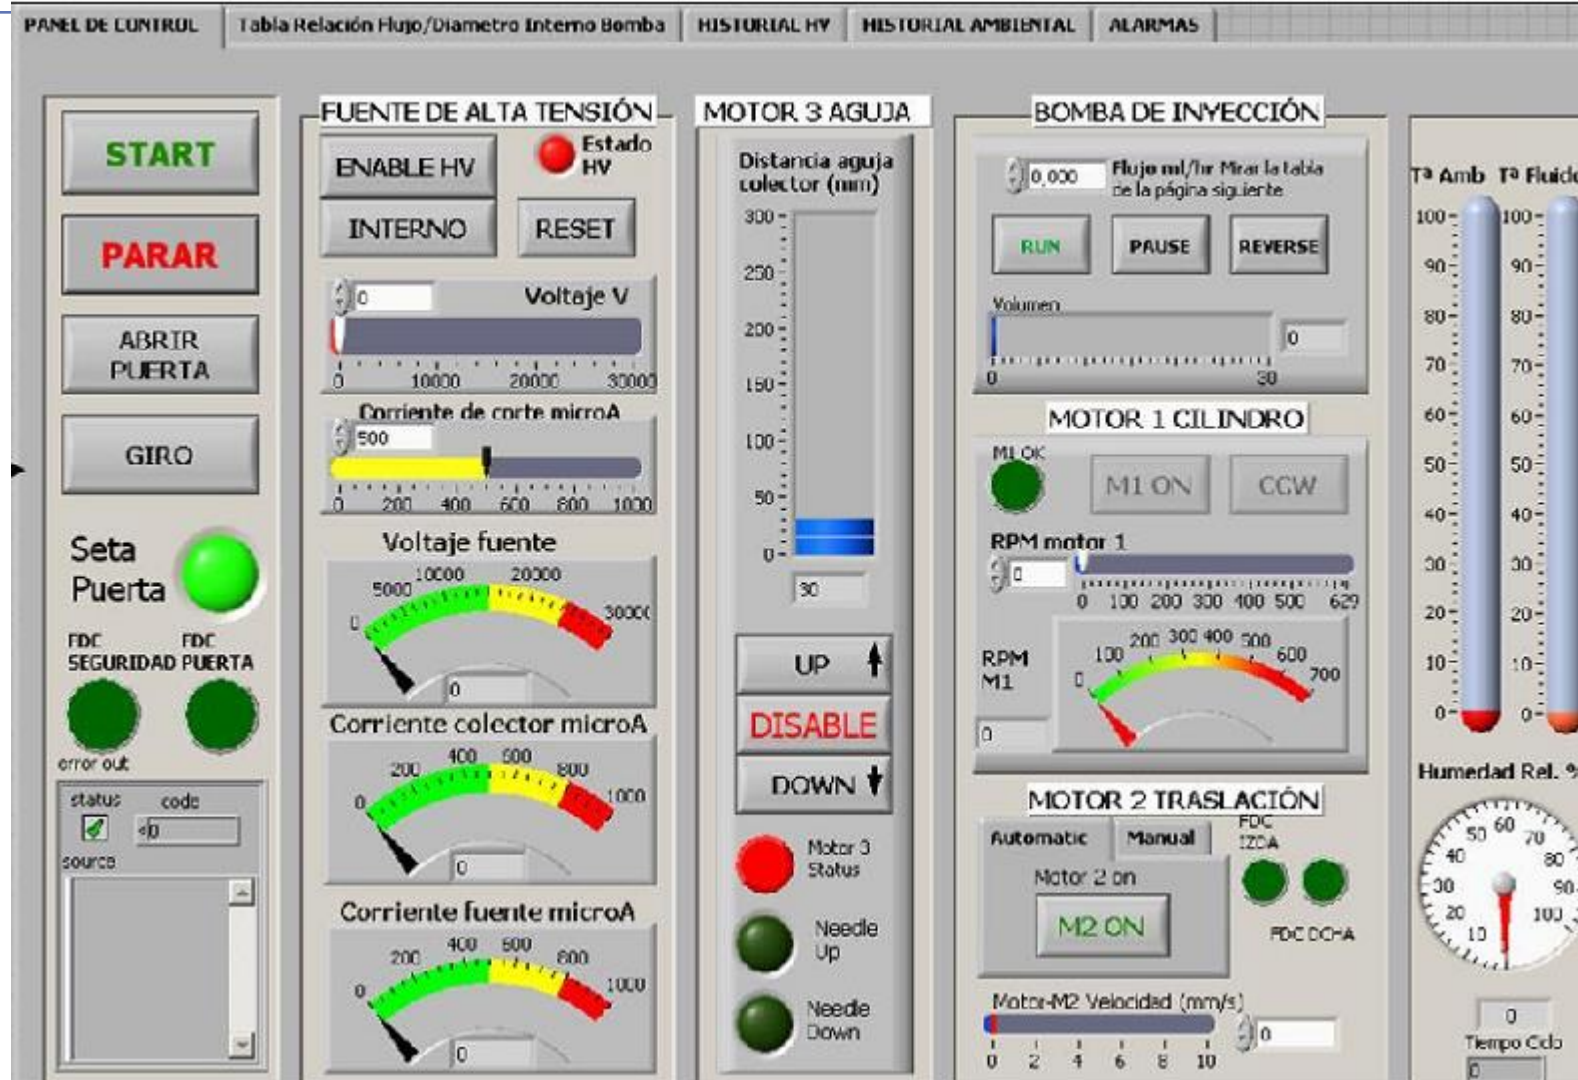 PANEL DE CONTROL
Tabla Relación Flujo/Diametro Interno Bomba
HISTORIAL HV
HISTORIAL AMBIENTAL
ALARMAS
START
PARAR
ABRIR
PUERTA
GIRO
Seta
Puerta
FDC
SEGURIDAD
FDC
PUERTA
error out
status
code
0
source
FUENTE DE ALTA TENSIÓN
ENABLE HV
Estado
HV
INTERNO
RESET
0
Voltaje V
0 10000 20000 30000
Corriente de corte microA
500
0 200 400 600 800 1000
Voltaje fuente
0 5000 10000 20000 30000
0
Corriente colector microA
0 200 400 600 800 1000
0
Corriente fuente microA
0 200 400 600 800 1000
0
MOTOR 3 AGUJA
Distancia aguja
colector (mm)
300
250
200
150
100
50
0
30
UP
DISABLE
DOWN
Motor 3
Status
Needle
Up
Needle
Down
BOMBA DE INYECCIÓN
0,000
Flujo ml/hr Mirar la tabla
de la página siguiente
RUN
PAUSE
REVERSE
Volumen
0
0 30
MOTOR 1 CILINDRO
M1 OK
M1 ON
CCW
RPM motor 1
0
0 100 200 300 400 500 629
RPM
M1
0 100 200 300 400 500 600 700
0
MOTOR 2 TRASLACIÓN
Automatic
Manual
FDC
IZDA
Motor 2 on
M2 ON
FDC DCHA
Motor-M2 Velocidad (mm/s)
0
0 2 4 6 8 10
Tª Amb
Tª Fluido
100 100
90 90
80 80
70 70
60 60
50 50
40 40
30 30
20 20
10 10
0 0
Humedad Rel. %
10 20 30 40 50 60 70 80 90 100
0
Tiempo Ciclo
0